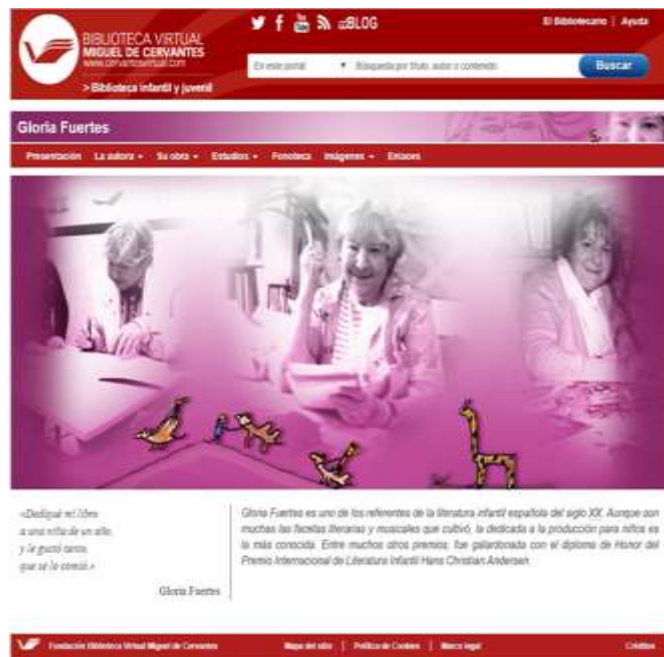 BIBLIOTECA VIRTUAL
MIGUEL DE CERVANTES
www.cervantesvirtual.com
> Biblioteca infantil y juvenil
BLOG
El Bibliotecario | Ayuda
En este portal
Búsqueda por título, autor o contenido
Buscar
Gloria Fuertes
Presentación La autora Su obra Estudios Fonoteca Imágenes Enlaces
«Dediqué mi libro
a una niña de un año,
y le gustó tanto,
que se lo comió.»
Gloria Fuertes
Gloria Fuertes es uno de los referentes de la literatura infantil española del siglo XX. Aunque son
muchas las facetas literarias y musicales que cultivó, la dedicada a la producción para niños es
la más conocida. Entre muchos otros premios, fue galardonada con el diploma de Honor del
Premio Internacional de Literatura Infantil Hans Christian Andersen.
Fundación Biblioteca Virtual Miguel de Cervantes
Mapa del sitio | Política de Cookies | Marco legal
Créditos